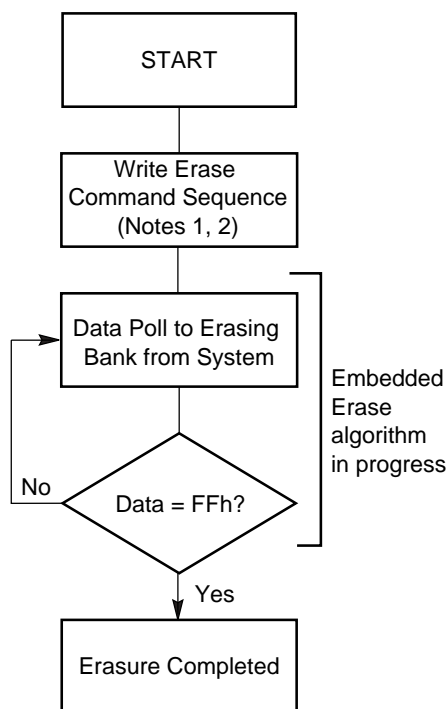 START
Write Erase
Command Sequence
(Notes 1, 2)
Data Poll to Erasing
Bank from System
Embedded
Erase
algorithm
in progress
No
Data = FFh?
Yes
Erasure Completed